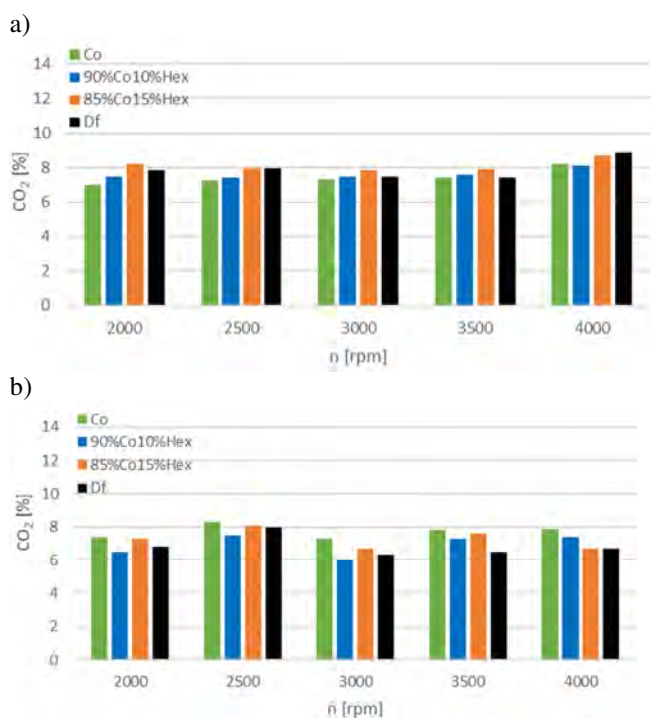 a)
Co
90%Co10%Hex
85%Co15%Hex
Df
14
12
10
8
6
4
2
0
CO₂ [%]
2000 2500 3000 3500 4000
n [rpm]
b)
Co
90%Co10%Hex
85%Co15%Hex
Df
14
12
10
8
6
4
2
0
CO₂ [%]
2000 2500 3000 3500 4000
n [rpm]